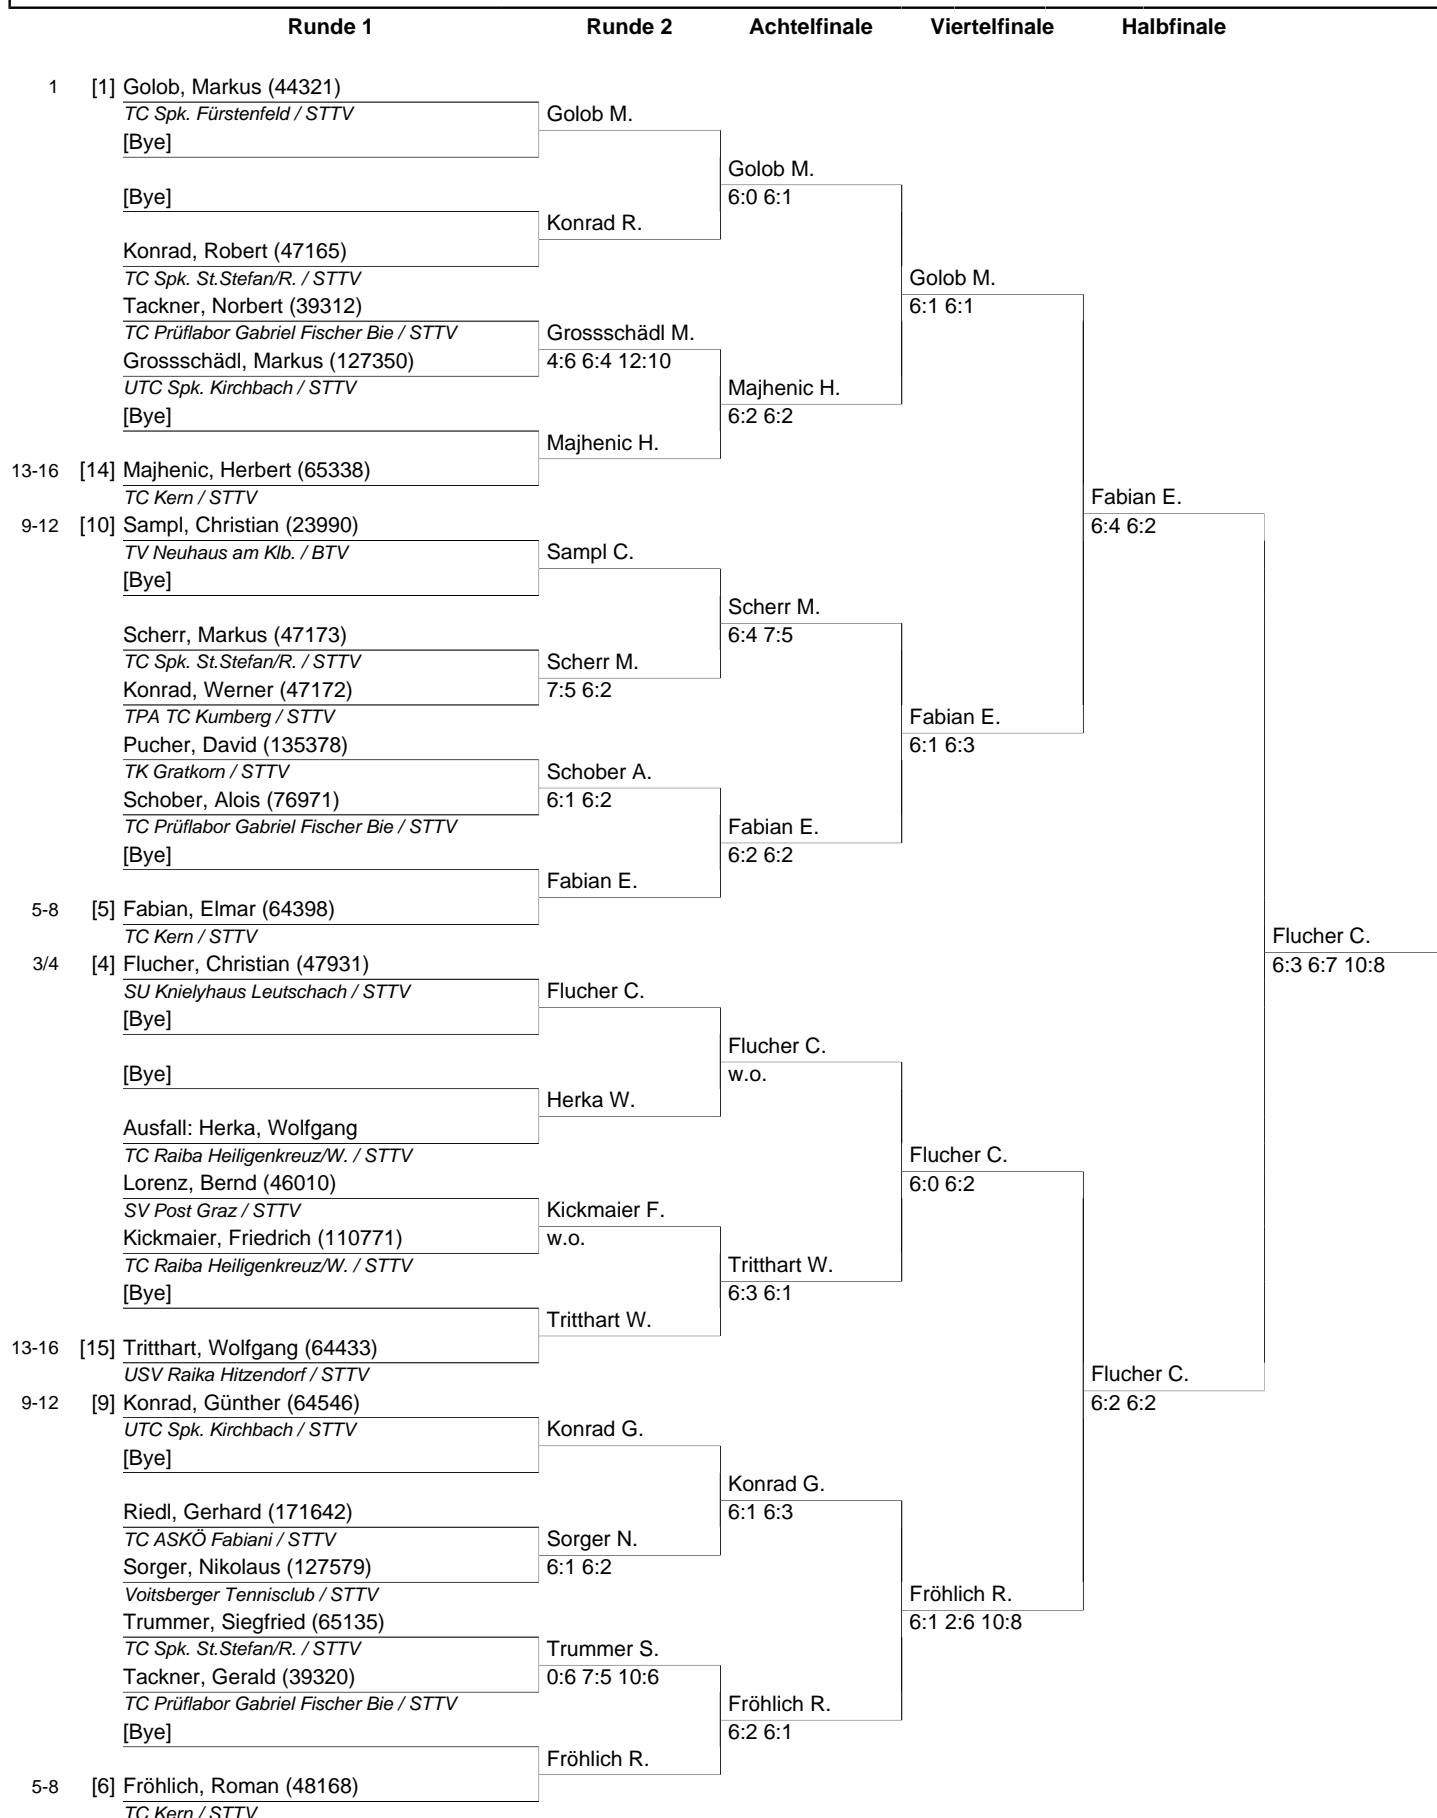 Runde 1 Runde 2 Achtelfinale Viertelfinale Halbfinale
1 [1] Golob, Markus (44321)
TC Spk. Fürstenfeld / STTV Golob M.
[Bye]
Golob M.
[Bye] 6:0 6:1
Konrad R.
Konrad, Robert (47165)
TC Spk. St.Stefan/R. / STTV Golob M.
Tackner, Norbert (39312) 6:1 6:1
TC Prüflabor Gabriel Fischer Bie / STTV Grossschädl M.
Grossschädl, Markus (127350) 4:6 6:4 12:10
UTC Spk. Kirchbach / STTV Majhenic H.
[Bye] 6:2 6:2
Majhenic H.
13-16 [14] Majhenic, Herbert (65338)
TC Kern / STTV Fabian E.
9-12 [10] Sampl, Christian (23990) 6:4 6:2
TV Neuhaus am Klb. / BTV Sampl C.
[Bye]
Scherr M.
Scherr, Markus (47173) 6:4 7:5
TC Spk. St.Stefan/R. / STTV Scherr M.
Konrad, Werner (47172) 7:5 6:2
TPA TC Kumberg / STTV Fabian E.
Pucher, David (135378) 6:1 6:3
TK Gratkorn / STTV Schober A.
Schober, Alois (76971) 6:1 6:2
TC Prüflabor Gabriel Fischer Bie / STTV Fabian E.
[Bye] 6:2 6:2
Fabian E.
5-8 [5] Fabian, Elmar (64398)
TC Kern / STTV Flucher C.
3/4 [4] Flucher, Christian (47931) 6:3 6:7 10:8
SU Knielyhaus Leutschach / STTV Flucher C.
[Bye]
Flucher C.
[Bye] w.o.
Herka W.
Ausfall: Herka, Wolfgang
TC Raiba Heiligenkreuz/W. / STTV Flucher C.
Lorenz, Bernd (46010) 6:0 6:2
SV Post Graz / STTV Kickmaier F.
Kickmaier, Friedrich (110771) w.o.
TC Raiba Heiligenkreuz/W. / STTV Tritthart W.
[Bye] 6:3 6:1
Tritthart W.
13-16 [15] Tritthart, Wolfgang (64433)
USV Raika Hitzendorf / STTV Flucher C.
9-12 [9] Konrad, Günther (64546) 6:2 6:2
UTC Spk. Kirchbach / STTV Konrad G.
[Bye]
Konrad G.
Riedl, Gerhard (171642) 6:1 6:3
TC ASKÖ Fabiani / STTV Sorger N.
Sorger, Nikolaus (127579) 6:1 6:2
Voitsberger Tennisclub / STTV Fröhlich R.
Trummer, Siegfried (65135) 6:1 2:6 10:8
TC Spk. St.Stefan/R. / STTV Trummer S.
Tackner, Gerald (39320) 0:6 7:5 10:6
TC Prüflabor Gabriel Fischer Bie / STTV Fröhlich R.
[Bye] 6:2 6:1
Fröhlich R.
5-8 [6] Fröhlich, Roman (48168)
TC Kern / STTV